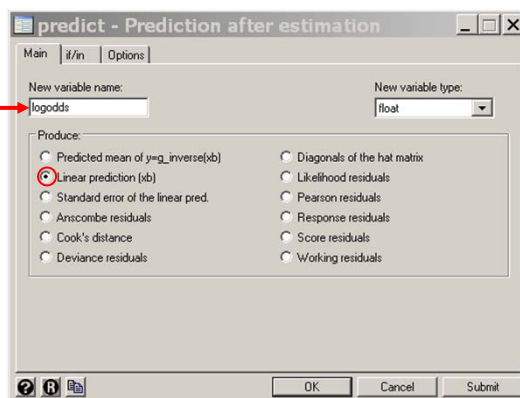 predict - Prediction after estimation
Main if/in Options
New variable name: New variable type:
logodds float
Produce:
Predicted mean of y=g_inverse(xb) Diagonals of the hat matrix
Linear prediction (xb) Likelihood residuals
Standard error of the linear pred. Pearson residuals
Anscombe residuals Response residuals
Cook's distance Score residuals
Deviance residuals Working residuals
? R OK Cancel Submit